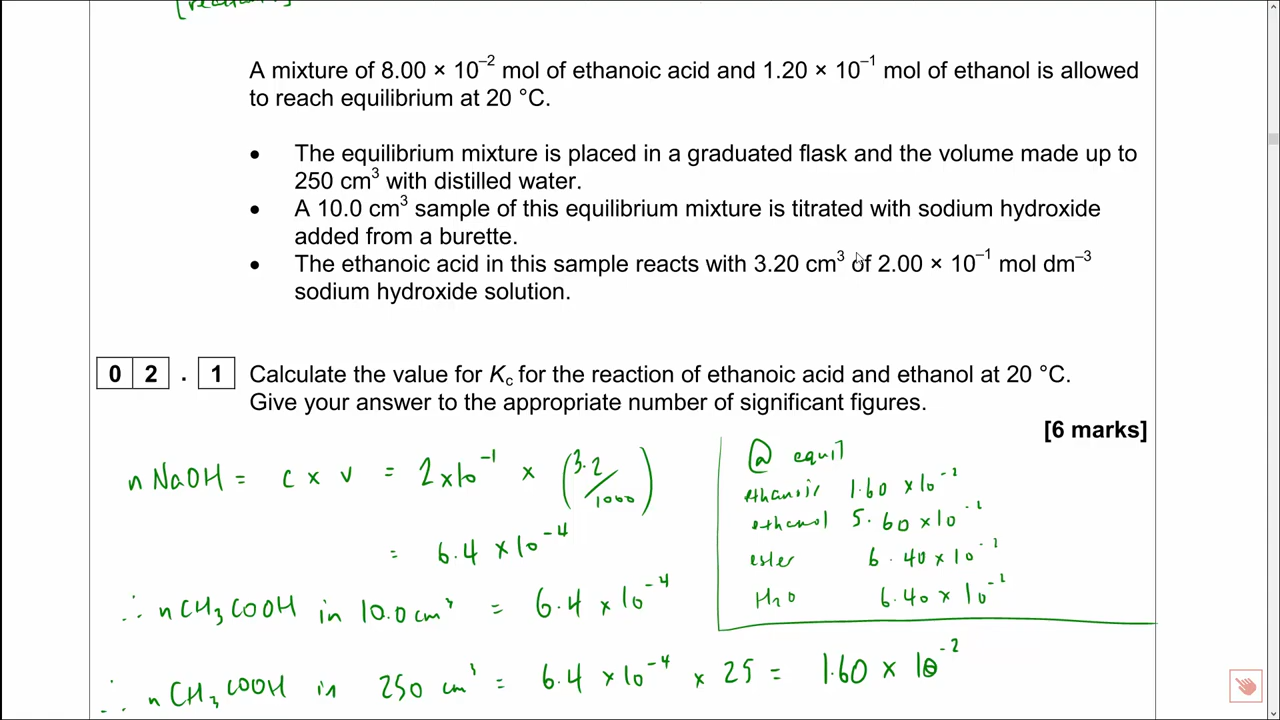 [reactants]
A mixture of 8.00 × 10⁻² mol of ethanoic acid and 1.20 × 10⁻¹ mol of ethanol is allowed
to reach equilibrium at 20 °C.
• The equilibrium mixture is placed in a graduated flask and the volume made up to
250 cm³ with distilled water.
• A 10.0 cm³ sample of this equilibrium mixture is titrated with sodium hydroxide
added from a burette.
• The ethanoic acid in this sample reacts with 3.20 cm³ of 2.00 × 10⁻¹ mol dm⁻³
sodium hydroxide solution.
0 2 . 1 Calculate the value for Kc for the reaction of ethanoic acid and ethanol at 20 °C.
Give your answer to the appropriate number of significant figures.
[6 marks]
n NaOH = c × v = 2×10⁻¹ × (3.2/1000)
= 6.4 × 10⁻⁴
∴ nCH₃COOH in 10.0 cm³ = 6.4 × 10⁻⁴
∴ nCH₃COOH in 250 cm³ = 6.4 × 10⁻⁴ × 25 = 1.60 × 10⁻²
@ equil
ethanoic 1.60 × 10⁻²
ethanol 5.60 × 10⁻²
ester 6.40 × 10⁻²
H₂O 6.40 × 10⁻²